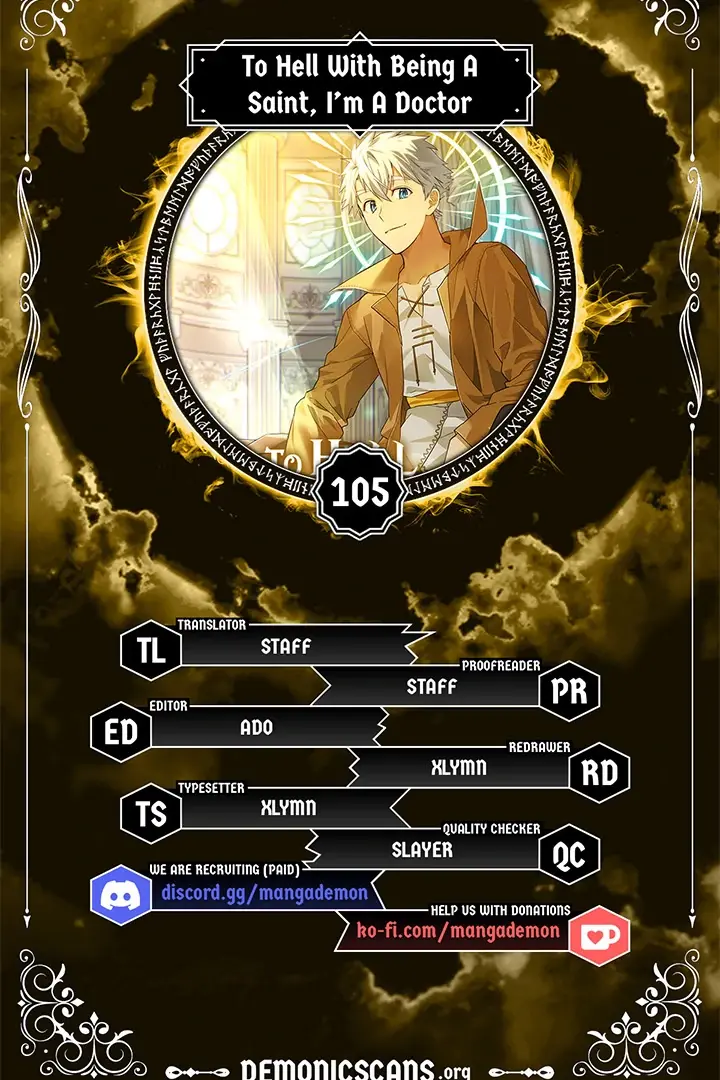 To Hell With Being A
Saint, I'm A Doctor
TO HELL
105
TRANSLATOR
TL
STAFF
PROOFREADER
STAFF
PR
EDITOR
ED
ADO
REDRAWER
XLYMN
RD
TYPESETTER
TS
XLYMN
QUALITY CHECKER
SLAYER
QC
WE ARE RECRUITING (PAID)
discord.gg/mangademon
HELP US WITH DONATIONS
ko-fi.com/mangademon
DEMONICSCANS.org